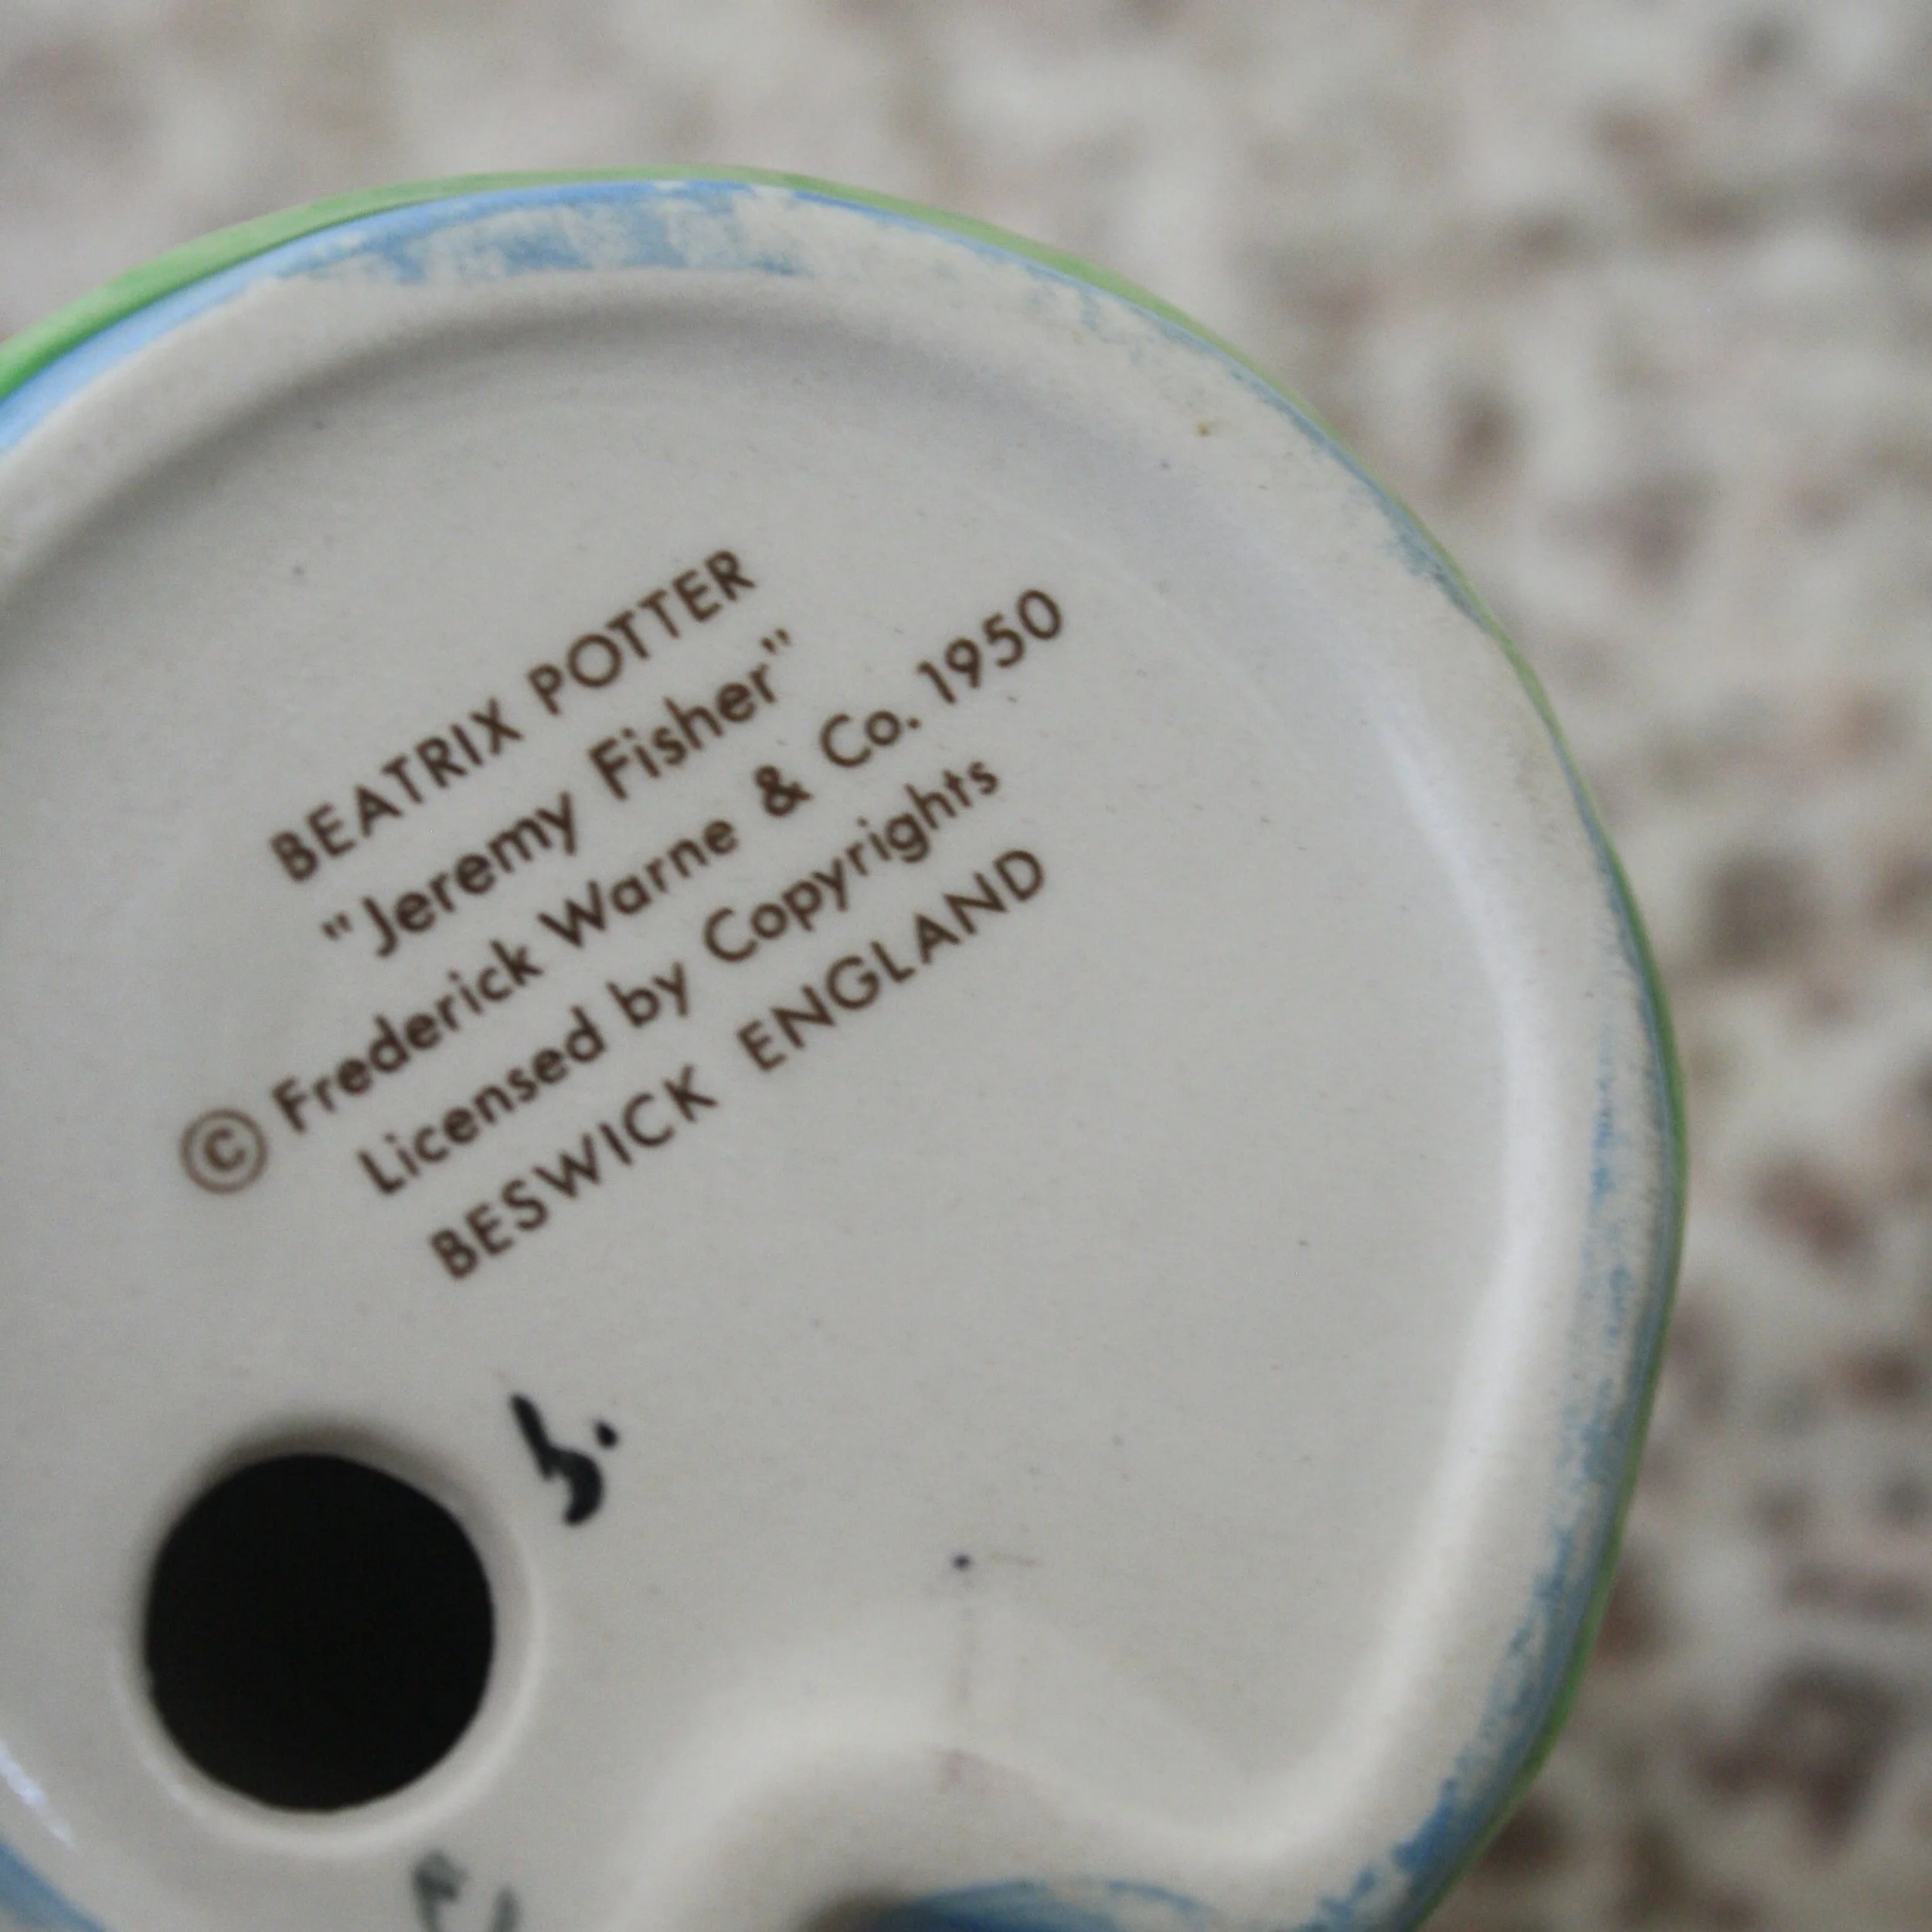 BEATRIX POTTER
"Jeremy Fisher"
© Frederick Warne & Co. 1950
Licensed by Copyrights
BESWICK ENGLAND